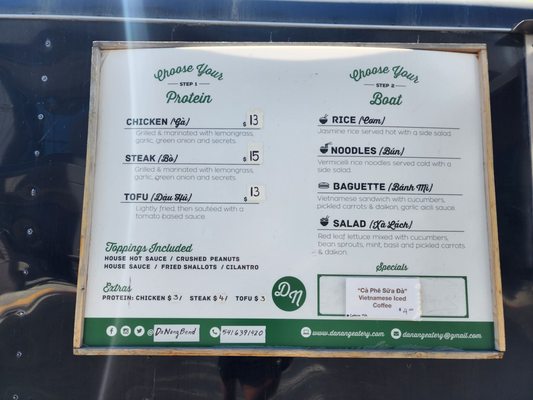 Choose Your
STEP 1
Protein
CHICKEN /Gà/ $13
Grilled & marinated with lemongrass,
garlic, green onion and secrets.
STEAK /Bò/ $15
Grilled & marinated with lemongrass,
garlic, green onion and secrets.
TOFU /Đậu Hủ/ $13
Lightly fried, then sautéed with a
tomato based sauce.
Toppings Included
HOUSE HOT SAUCE / CRUSHED PEANUTS
HOUSE SAUCE / FRIED SHALLOTS / CILANTRO
Extras
PROTEIN: CHICKEN $3/ STEAK $4/ TOFU $3
Choose Your
STEP 2
Boat
RICE /Cơm/
Jasmine rice served hot with a side salad.
NOODLES /Bún/
Vermicelli rice noodles served cold with a
side salad.
BAGUETTE /Bánh Mì/
Vietnamese sandwich with cucumbers,
pickled carrots & daikon, garlic aioli sauce.
SALAD /Xà Lách/
Red leaf lettuce mixed with cucumbers,
bean sprouts, mint, basil and pickled carrots
& daikon.
Specials
"Cà Phê Sữa Đá"
Vietnamese Iced
Coffee
$4
DN
DaNangBend
541 6391920
www.danangeatery.com
danangeatery@gmail.com